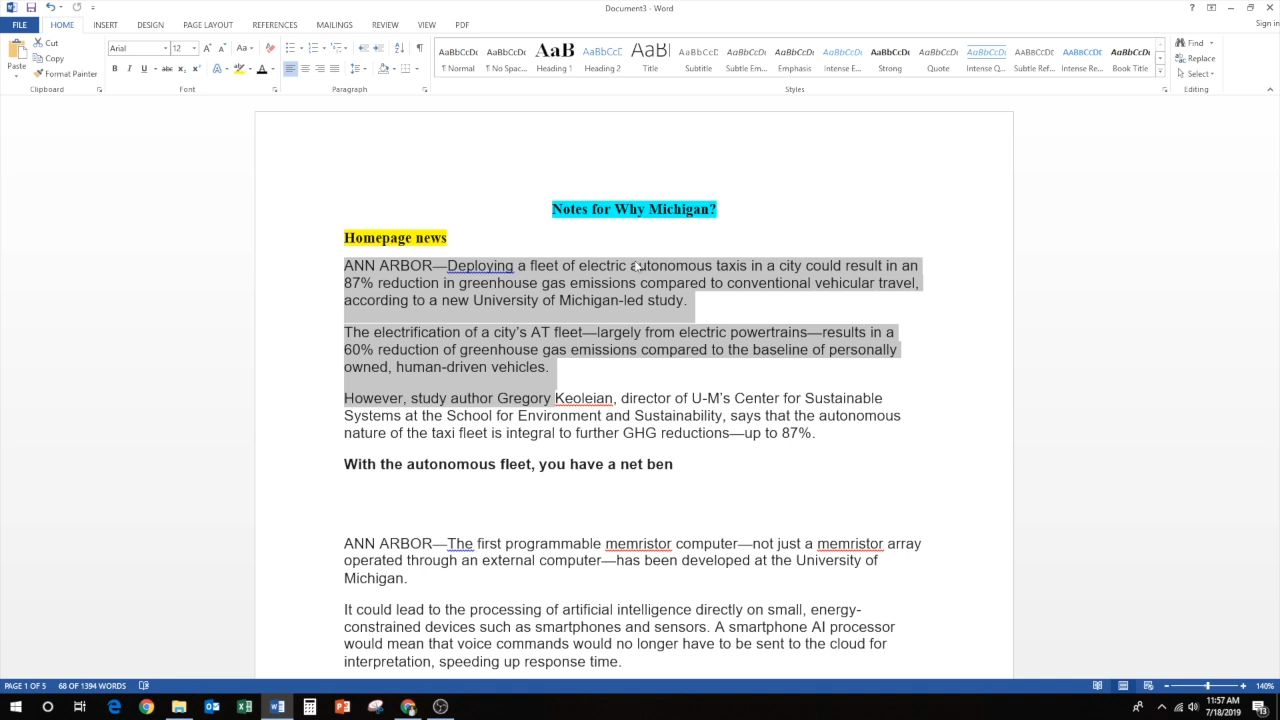 Document3 - Word
Sign in
FILE HOME INSERT DESIGN PAGE LAYOUT REFERENCES MAILINGS REVIEW VIEW PDF
Paste
Cut
Copy
Format Painter
Clipboard
Arial 12
Font
Paragraph
AaBbCcDc AaBbCcDc AaB AaBbCcD AaB AaBbCcD AaBbCcDc AaBbCcDc AaBbCcDc AaBbCcDc AaBbCcDc AaBbCcDc AaBbCcDc AaBbCcDc AaBbCcDc
¶ Normal ¶ No Spac... Heading 1 Heading 2 Title Subtitle Subtle Em... Emphasis Intense E... Strong Quote Intense Q... Subtle Ref... Intense Re... Book Title
Styles
Find
Replace
Select
Editing
Notes for Why Michigan?
Homepage news
ANN ARBOR—Deploying a fleet of electric autonomous taxis in a city could result in an
87% reduction in greenhouse gas emissions compared to conventional vehicular travel,
according to a new University of Michigan-led study.
The electrification of a city's AT fleet—largely from electric powertrains—results in a
60% reduction of greenhouse gas emissions compared to the baseline of personally
owned, human-driven vehicles.
However, study author Gregory Keoleian, director of U-M's Center for Sustainable
Systems at the School for Environment and Sustainability, says that the autonomous
nature of the taxi fleet is integral to further GHG reductions—up to 87%.
With the autonomous fleet, you have a net ben
ANN ARBOR—The first programmable memristor computer—not just a memristor array
operated through an external computer—has been developed at the University of
Michigan.
It could lead to the processing of artificial intelligence directly on small, energy-
constrained devices such as smartphones and sensors. A smartphone AI processor
would mean that voice commands would no longer have to be sent to the cloud for
interpretation, speeding up response time.
PAGE 1 OF 5 68 OF 1394 WORDS
140%
11:57 AM
7/18/2019